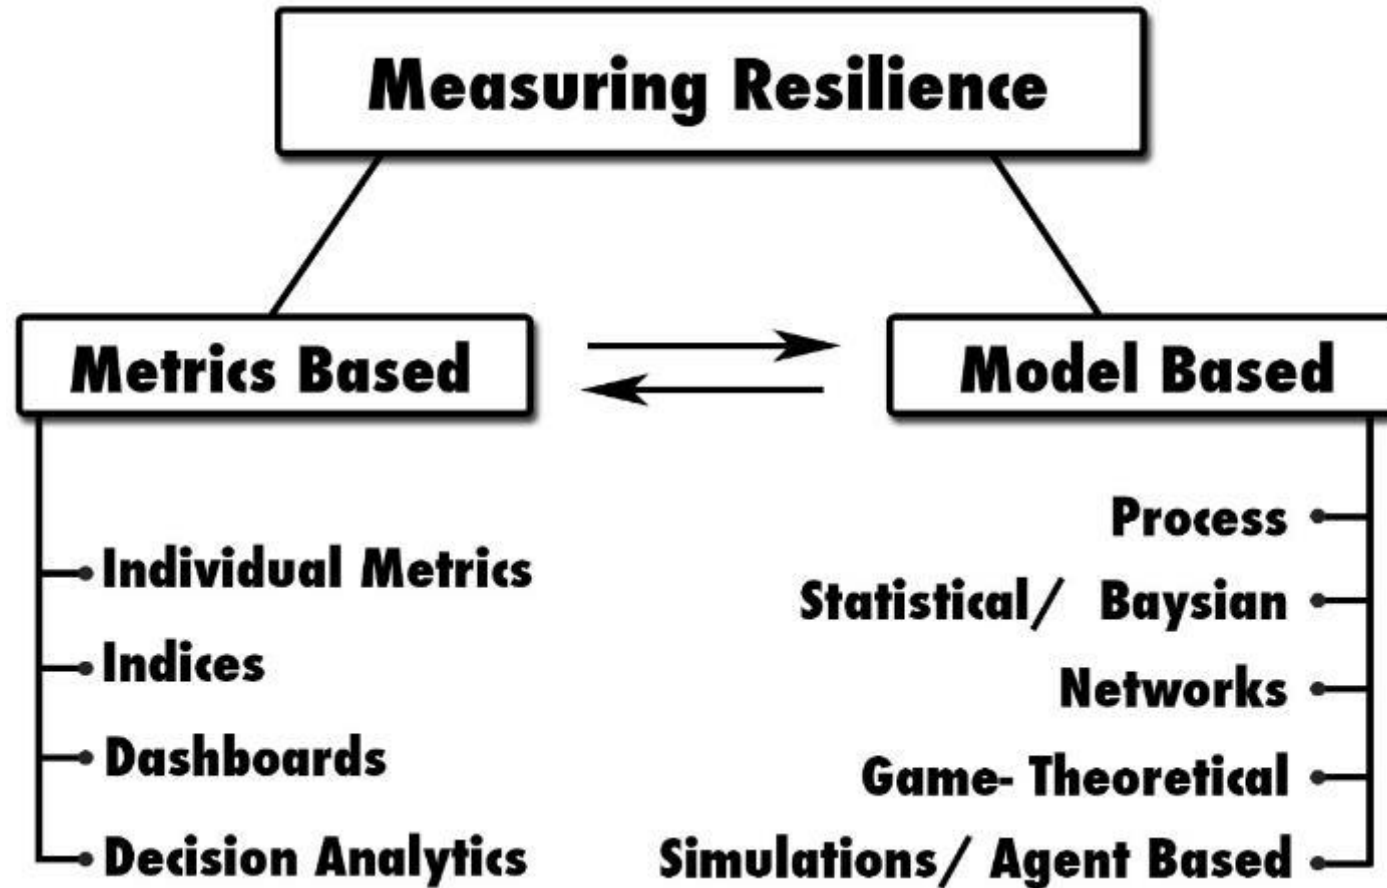 Measuring Resilience
Metrics Based
Model Based
Individual Metrics
Indices
Dashboards
Decision Analytics
Process
Statistical/ Baysian
Networks
Game- Theoretical
Simulations/ Agent Based